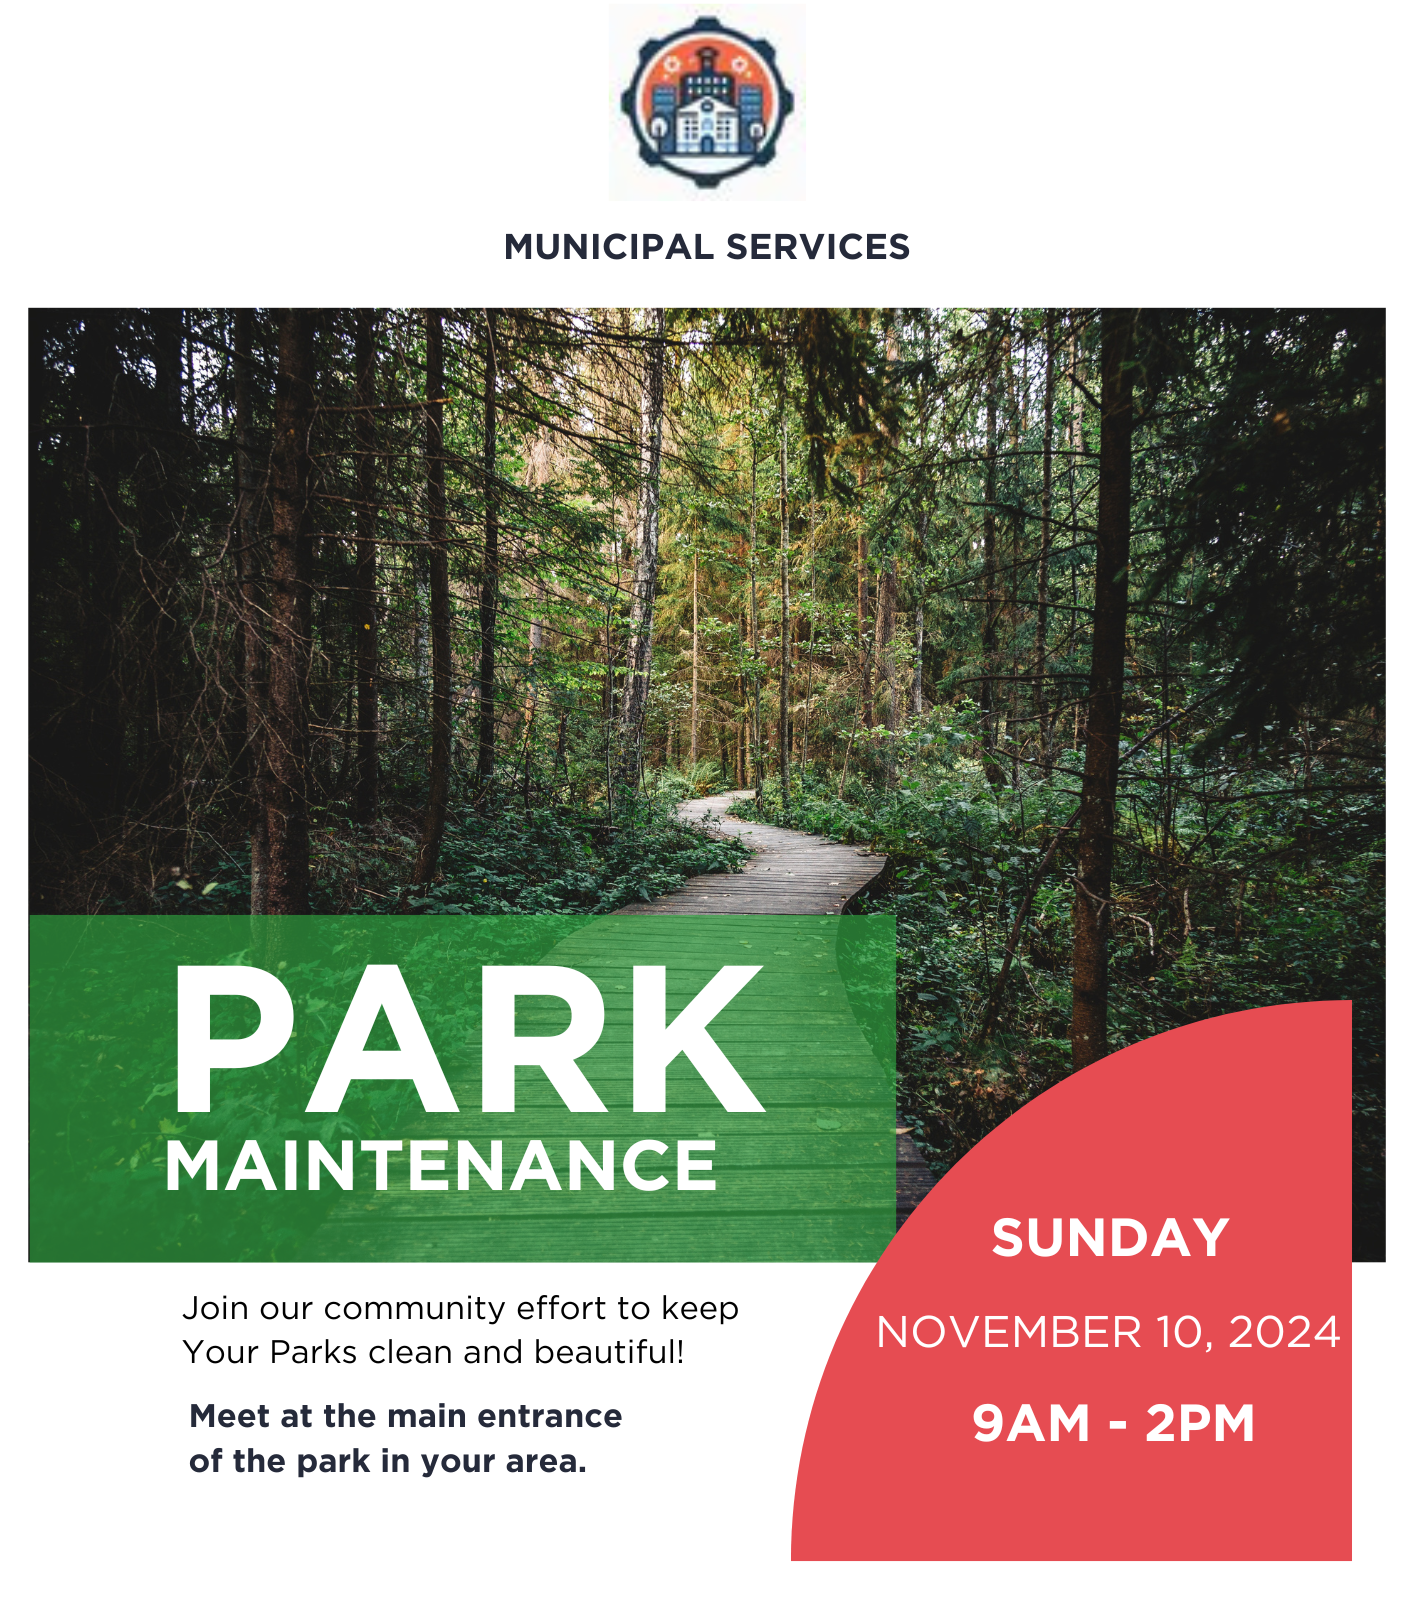 MUNICIPAL SERVICES
PARK
MAINTENANCE
Join our community effort to keep
Your Parks clean and beautiful!
Meet at the main entrance
of the park in your area.
SUNDAY
NOVEMBER 10, 2024
9AM - 2PM